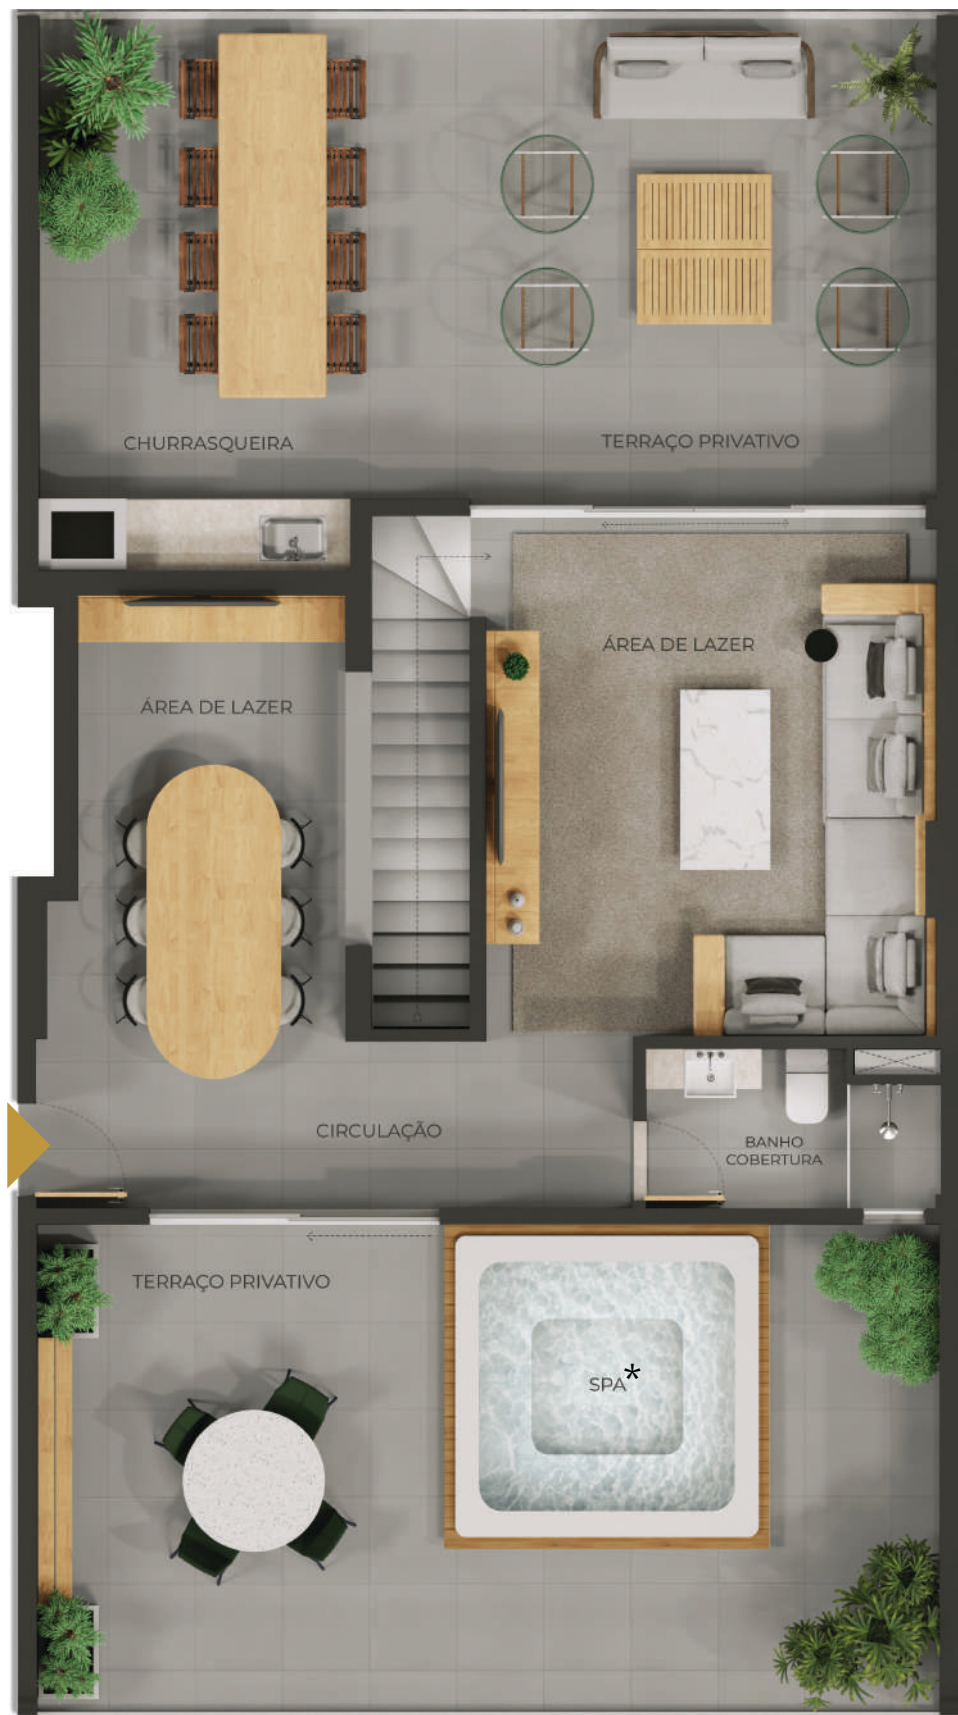 CHURRASQUEIRA
TERRAÇO PRIVATIVO
ÁREA DE LAZER
ÁREA DE LAZER
CIRCULAÇÃO
BANHO
COBERTURA
TERRAÇO PRIVATIVO
SPA*